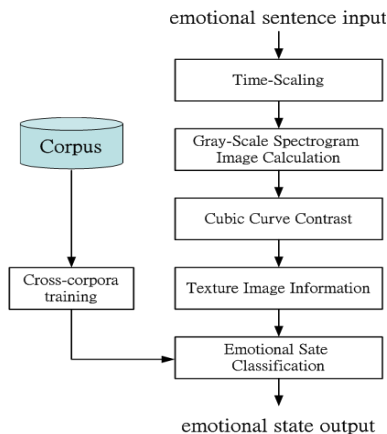 emotional sentence input
Time-Scaling
Gray-Scale Spectrogram
Image Calculation
Corpus
Cubic Curve Contrast
Cross-corpora
training
Texture Image Information
Emotional Sate
Classification
emotional state output